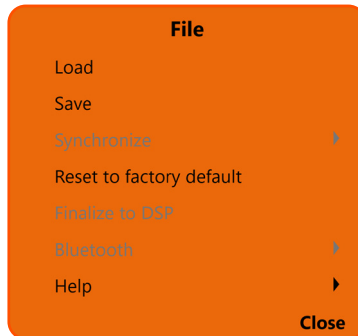 File
Load
Save
Synchronize
Reset to factory default
Finalize to DSP
Bluetooth
Help
Close